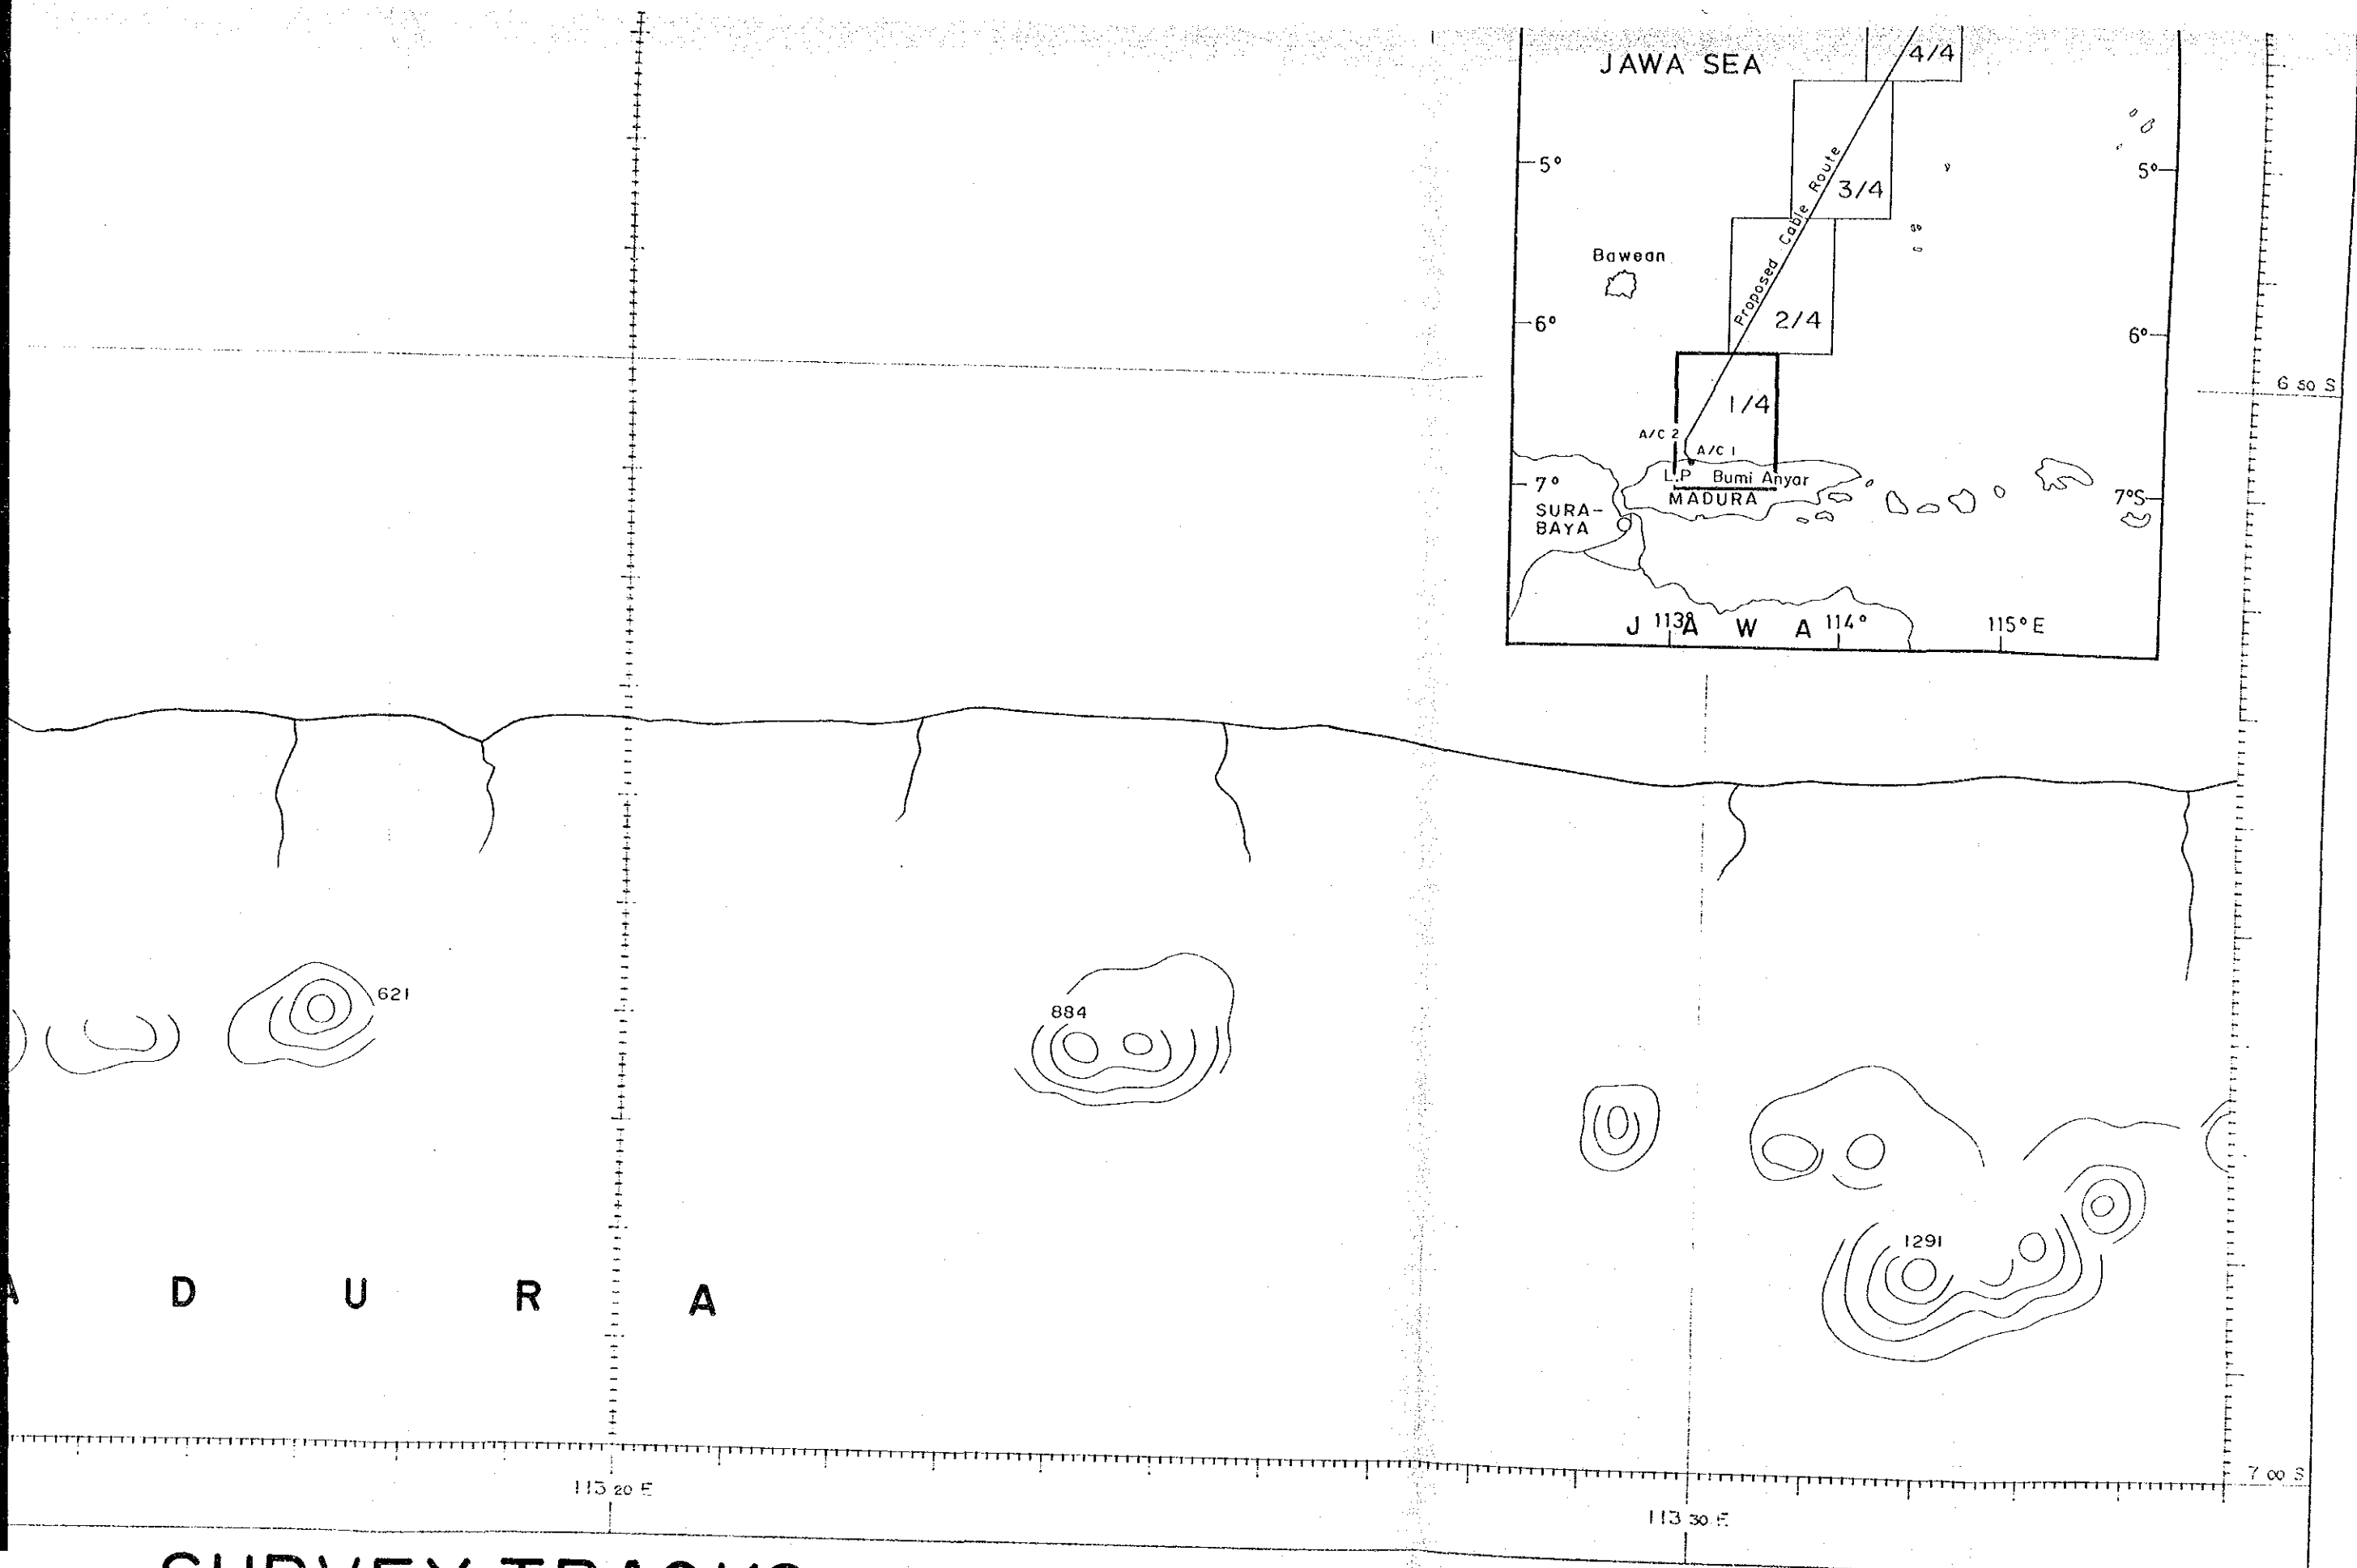 JAWA SEA
4/4
5°
5°
3/4
Proposed Cable Route
Bawean
6°
6°
2/4
6 50 S
1/4
A/C 2
A/C 1
L.P Bumi Anyar
7°
MADURA
7°S
SURA-
BAYA
J A W A
113°
114°
115° E
621
884
1291
A D U R A
7 00 S
113 20 E
113 30 E
SURVEY TRACKS